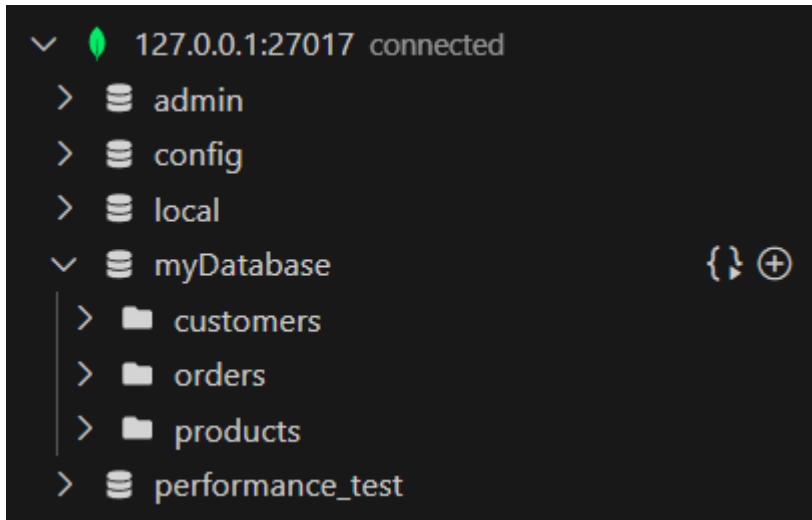 127.0.0.1:27017 connected
admin
config
local
myDatabase
customers
orders
products
performance_test